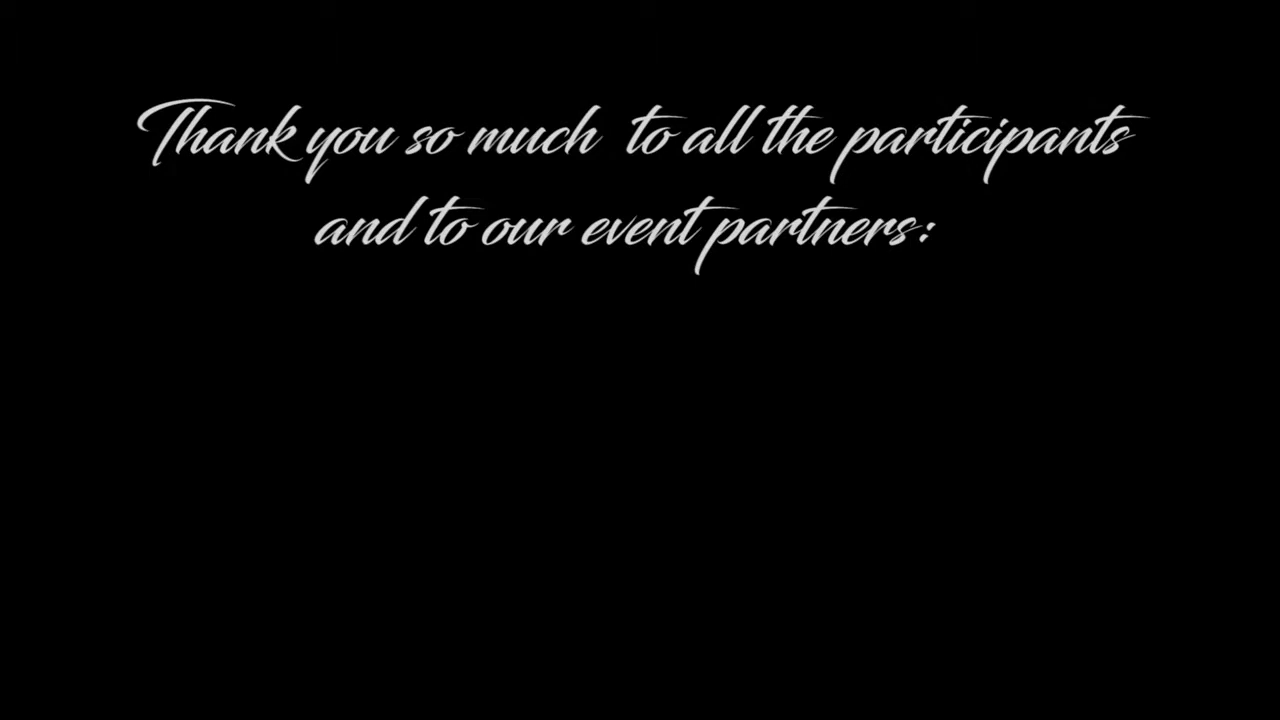 Thank you so much to all the participants
and to our event partners: